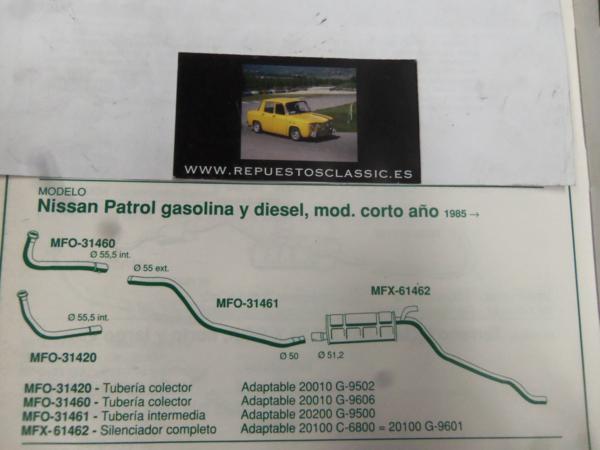 WWW.REPUESTOSCLASSIC.ES
MODELO
Nissan Patrol gasolina y diesel, mod. corto año 1985 →
MFO-31460
Ø 55,5 int.
Ø 55 ext.
MFO-31461
MFX-61462
Ø 55,5 int.
MFO-31420
Ø 50
Ø 51,2
MFO-31420 - Tubería colector Adaptable 20010 G-9502
MFO-31460 - Tubería colector Adaptable 20010 G-9606
MFO-31461 - Tubería intermedia Adaptable 20200 G-9500
MFX-61462 - Silenciador completo Adaptable 20100 C-6800 = 20100 G-9601